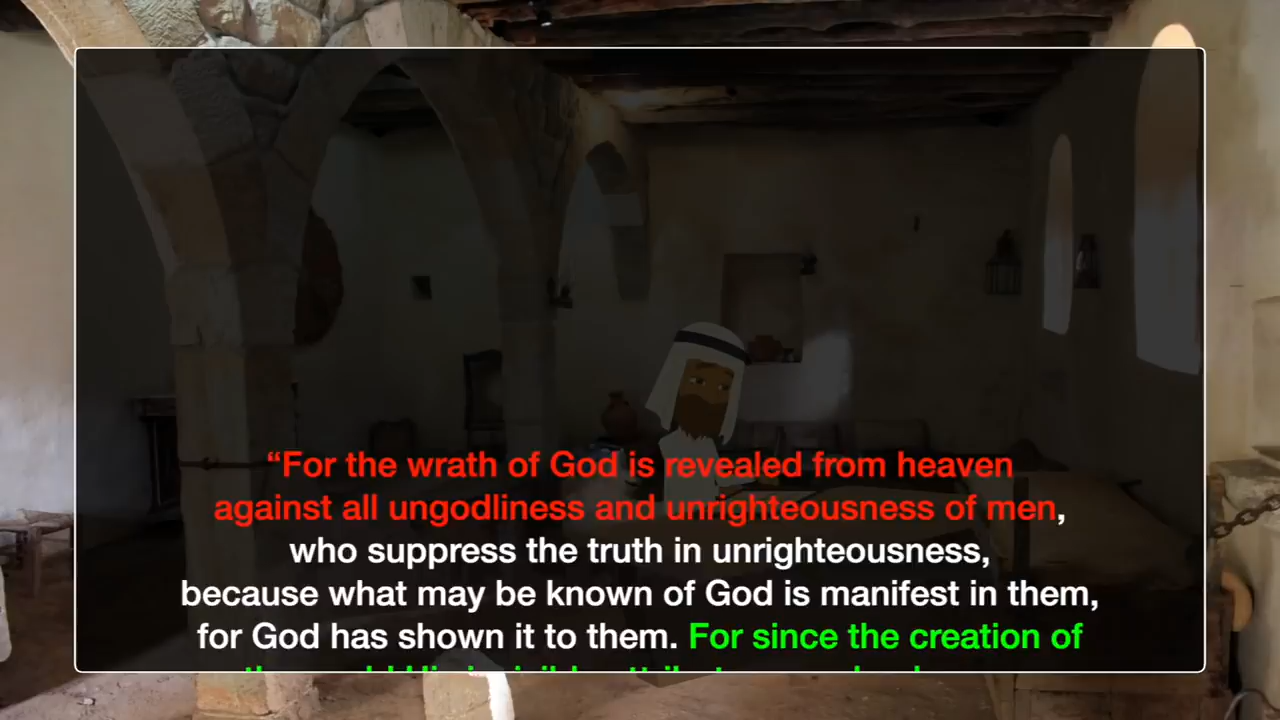 “For the wrath of God is revealed from heaven
against all ungodliness and unrighteousness of men,
who suppress the truth in unrighteousness,
because what may be known of God is manifest in them,
for God has shown it to them. For since the creation of